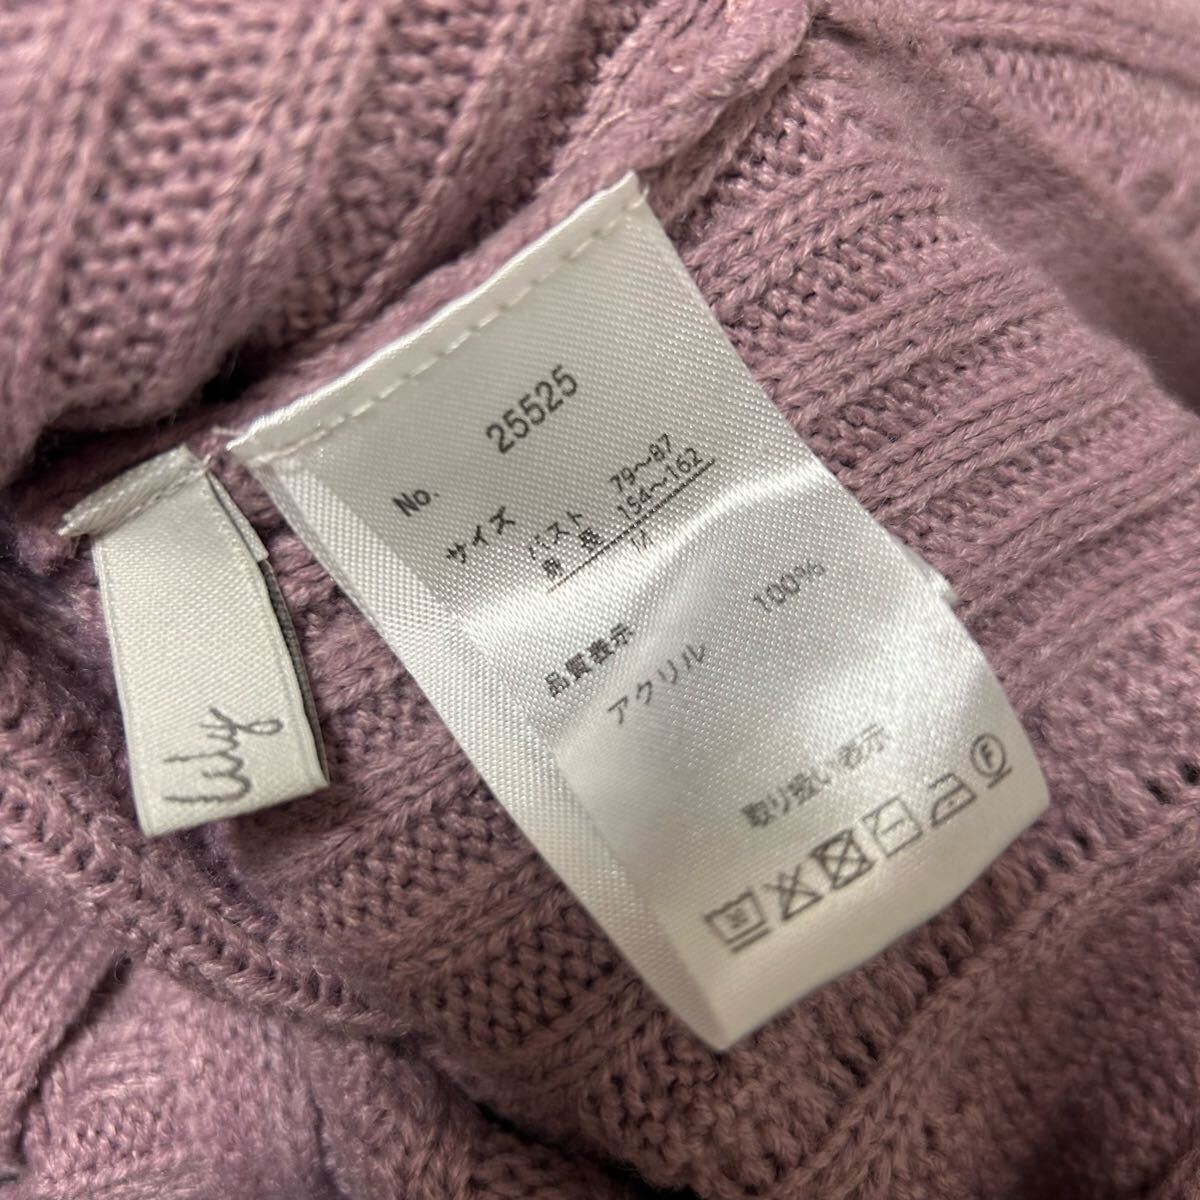 No. 25525
サイズ
バスト 79〜87
身長 154〜162
M
品質表示
アクリル 100%
取り扱い表示
F
Lily